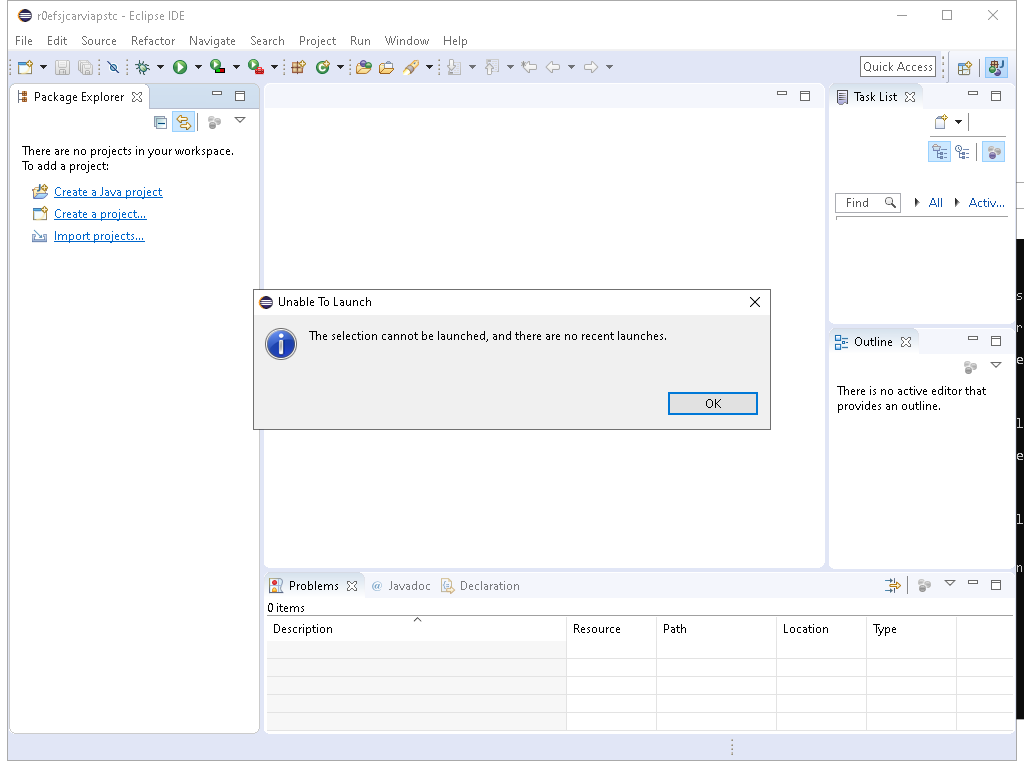 r0efsjcarviapstc - Eclipse IDE
File Edit Source Refactor Navigate Search Project Run Window Help
Quick Access
Package Explorer
There are no projects in your workspace.
To add a project:
Create a Java project
Create a project...
Import projects...
Task List
Find All Activ...
Unable To Launch
The selection cannot be launched, and there are no recent launches.
OK
Outline
There is no active editor that
provides an outline.
Problems @ Javadoc Declaration
0 items
Description Resource Path Location Type
s
r
e
l
e
l
n